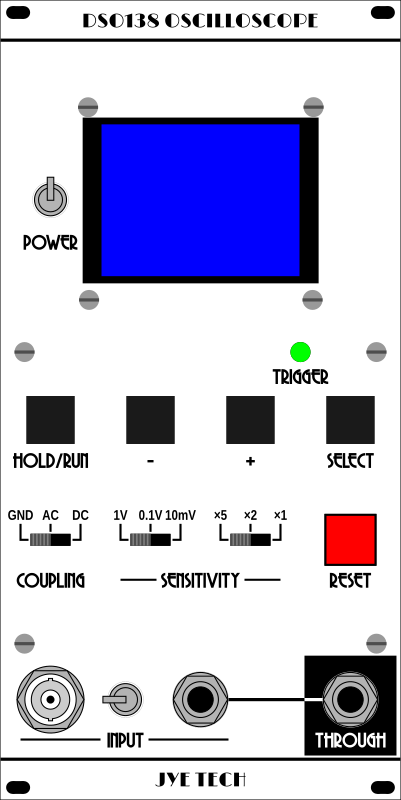 DSO138 OSCILLOSCOPE
POWER
TRIGGER
HOLD/RUN - + SELECT
GND AC DC 1V 0.1V 10mV ×5 ×2 ×1
COUPLING SENSITIVITY RESET
INPUT THROUGH
JYE TECH